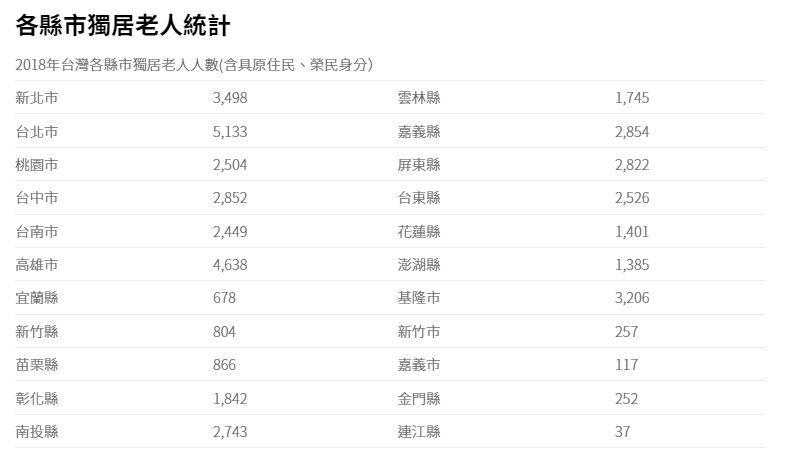 各縣市獨居老人統計
2018年台灣各縣市獨居老人人數(含具原住民、榮民身分）
新北市 3,498 雲林縣 1,745
台北市 5,133 嘉義縣 2,854
桃園市 2,504 屏東縣 2,822
台中市 2,852 台東縣 2,526
台南市 2,449 花蓮縣 1,401
高雄市 4,638 澎湖縣 1,385
宜蘭縣 678 基隆市 3,206
新竹縣 804 新竹市 257
苗栗縣 866 嘉義市 117
彰化縣 1,842 金門縣 252
南投縣 2,743 連江縣 37